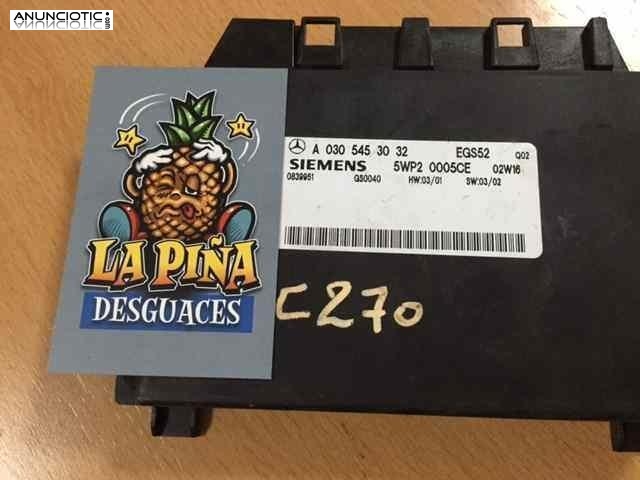 ANUNCIOTIC.com
A 030 545 30 32 EGS52 Q02
SIEMENS 5WP2 0005CE 02W16
0839951 GS0040 HW:03/01 SW:03/02
LA PIÑA
DESGUACES
C270